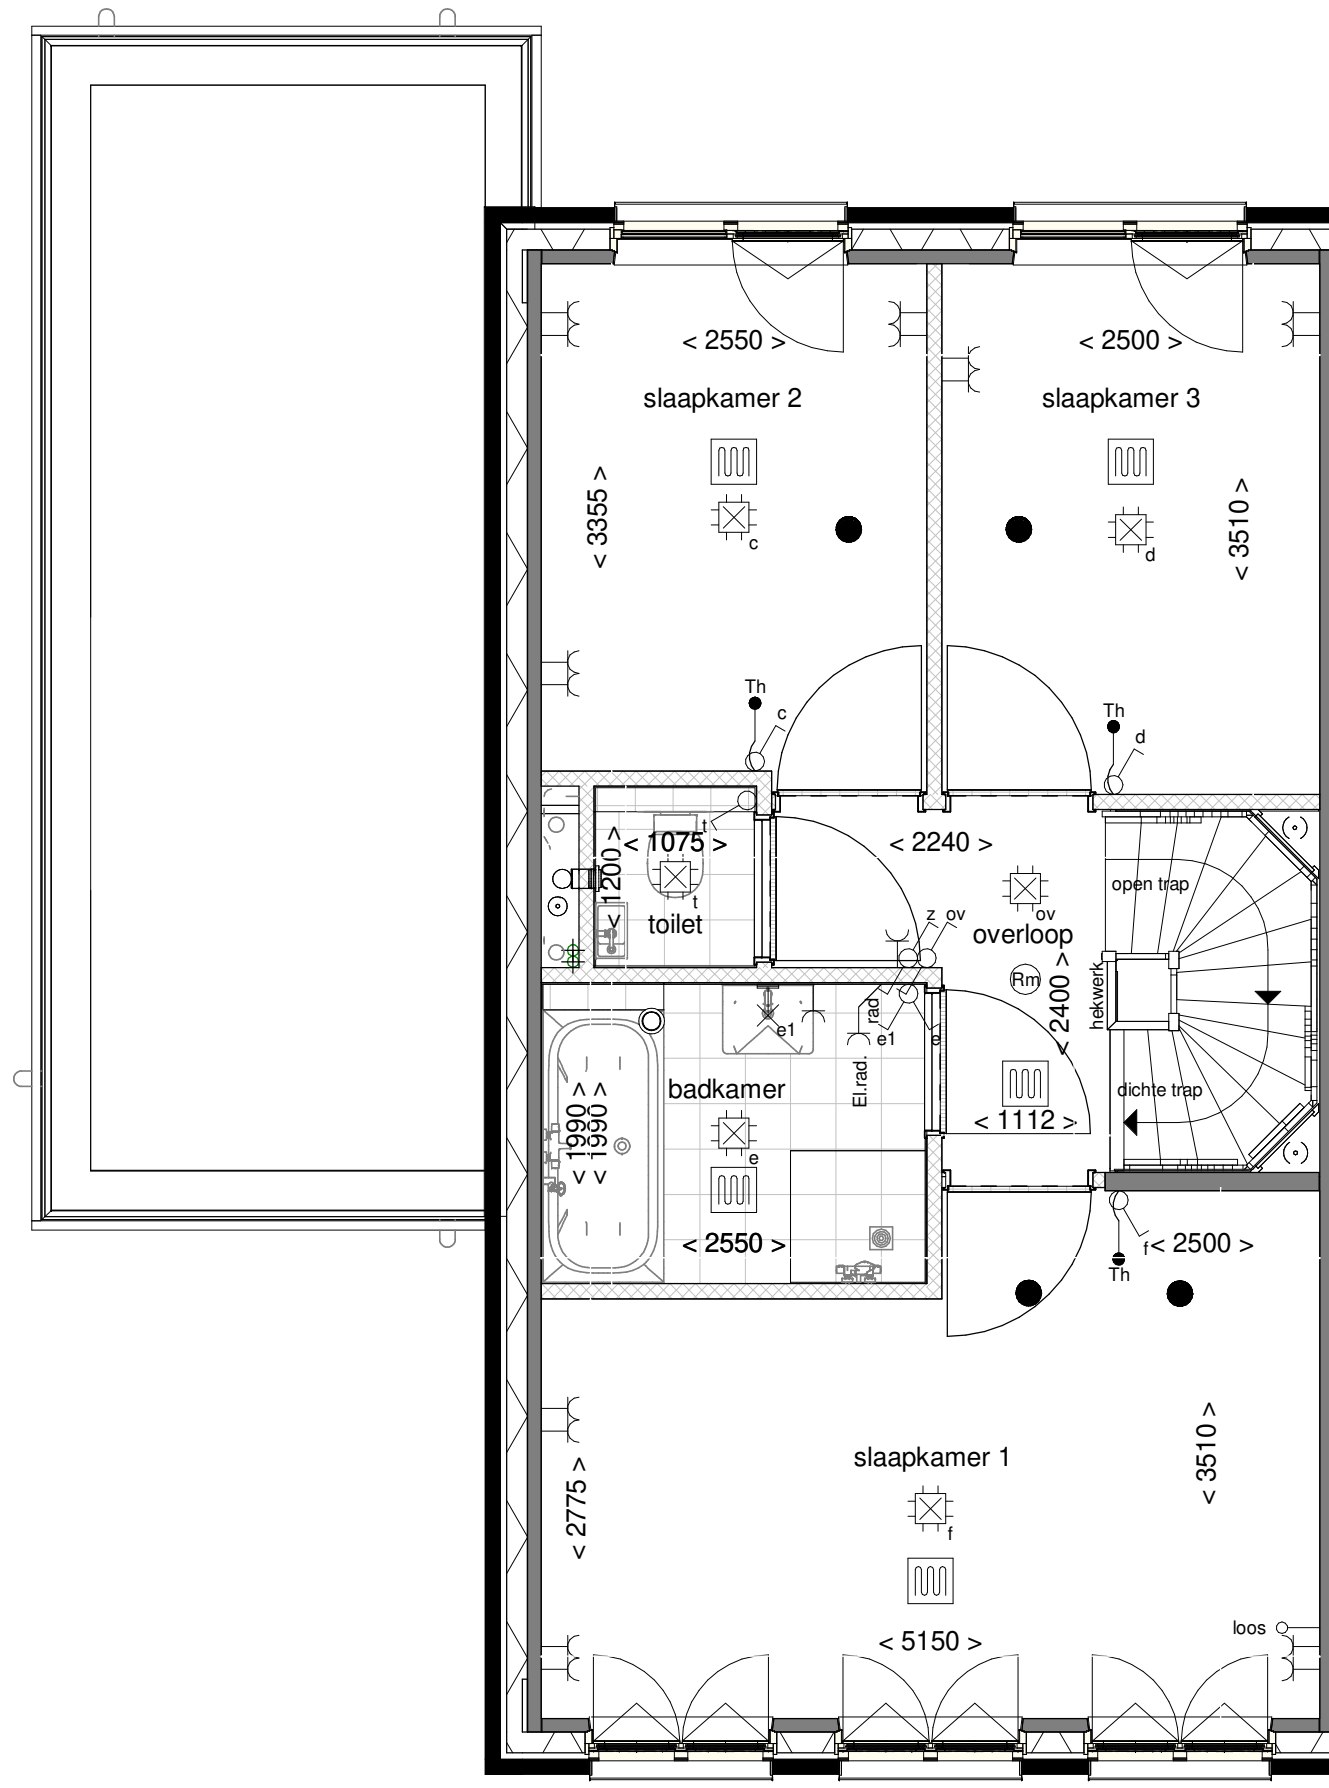 < 2550 >
< 2500 >
slaapkamer 2
slaapkamer 3
< 3355 >
< 3510 >
c
d
Th
c
Th
d
t
< 1075 >
< 1200 >
t
toilet
< 2240 >
open trap
ov
z
ov
overloop
Rm
< 2400 >
hekwerk
rad
e1
e1
e
El.rad.
badkamer
< 1990 >
< 1990 >
dichte trap
< 1112 >
e
< 2550 >
f
< 2500 >
Th
slaapkamer 1
< 3510 >
< 2775 >
f
loos
< 5150 >